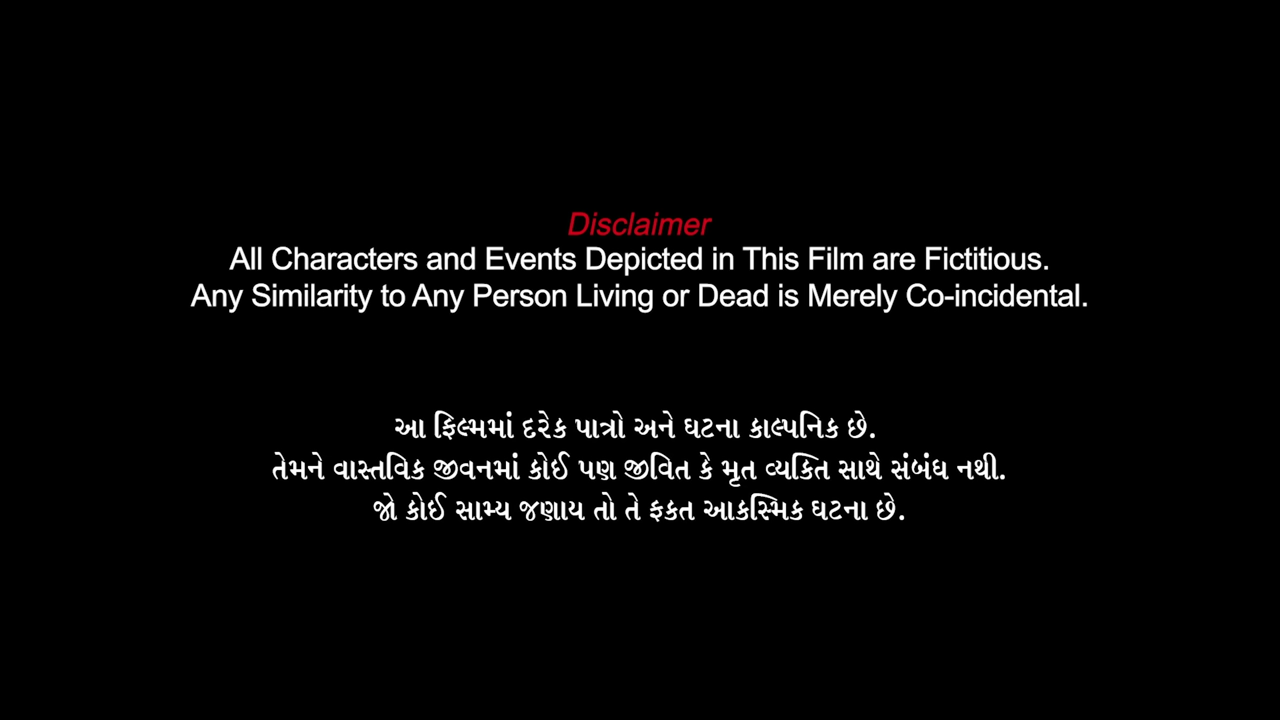 Disclaimer
All Characters and Events Depicted in This Film are Fictitious.
Any Similarity to Any Person Living or Dead is Merely Co-incidental.
આ ફિલ્મમાં દરેક પાત્રો અને ઘટના કાલ્પનિક છે.
તેમને વાસ્તવિક જીવનમાં કોઈ પણ જીવિત કે મૃત વ્યકિત સાથે સંબંધ નથી.
જો કોઈ સામ્ય જણાય તો તે ફકત આકસ્મિક ઘટના છે.